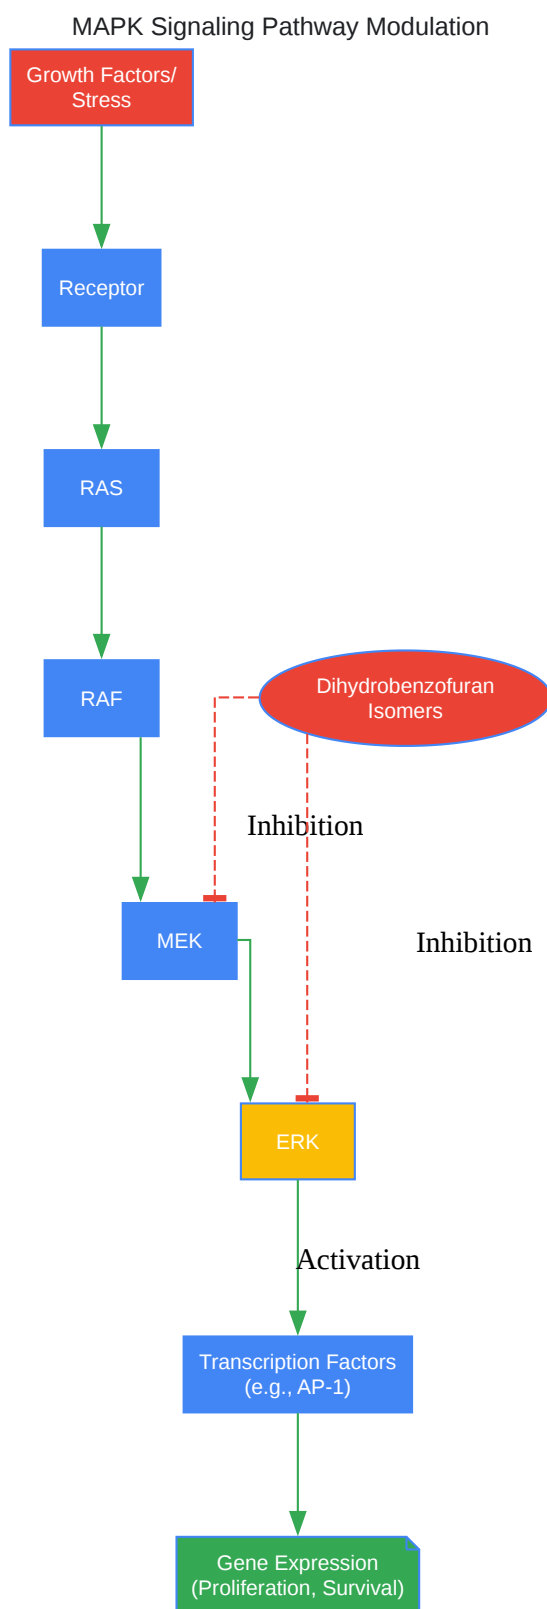 MAPK Signaling Pathway Modulation
Growth Factors/
Stress
Receptor
RAS
RAF
Dihydrobenzofuran
Isomers
Inhibition
MEK
Inhibition
ERK
Activation
Transcription Factors
(e.g., AP-1)
Gene Expression
(Proliferation, Survival)